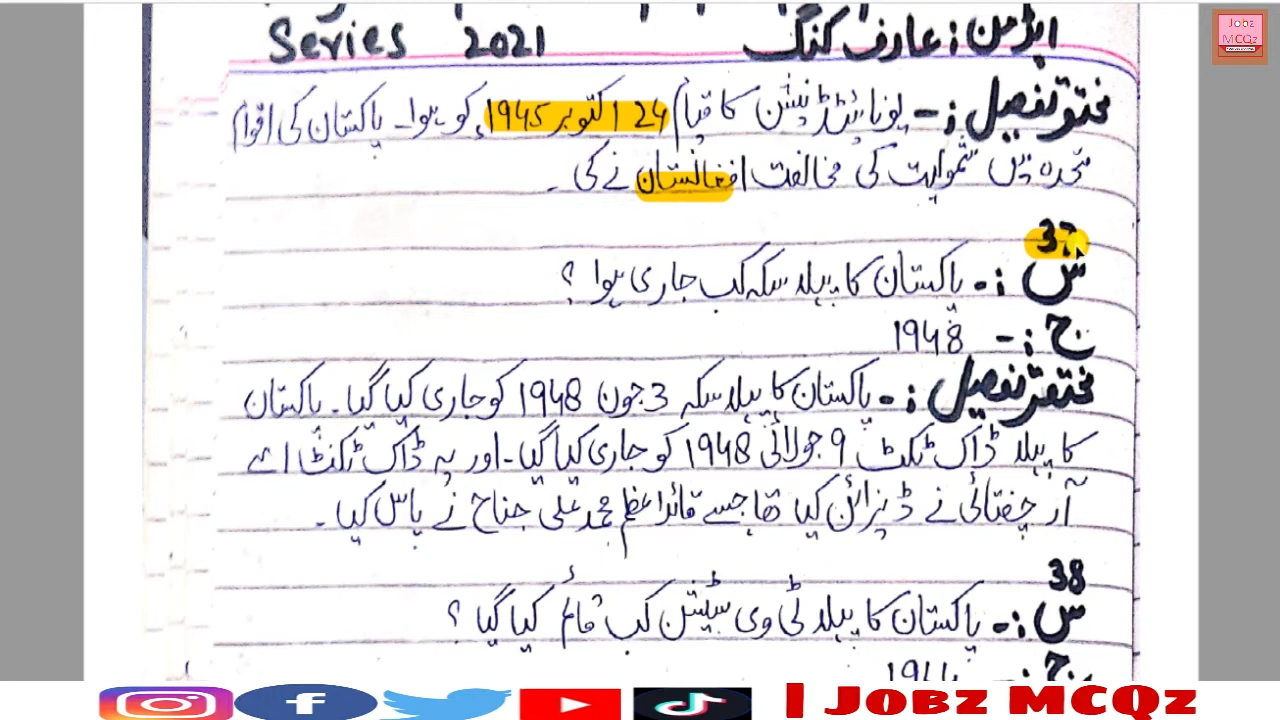 Series 2021 ایڈمن : عارف کنگ
Jobz
MCQz
مختصر تفصیل :- یونائیٹڈ نیشن کا قیام 24 اکتوبر 1945ء کو ہوا۔ پاکستان کی اقوام
متحدہ میں شمولیت کی مخالفت افغانستان نے کی ۔
37
س :- پاکستان کا پہلا سکہ کب جاری ہوا ؟
ج :- 1948
مختصر تفصیل :- پاکستان کا پہلا سکہ 3 جون 1948 کو جاری کیا گیا ۔ پاکستان
کا پہلا ڈاک ٹکٹ 9 جولائی 1948 کو جاری کیا گیا ۔ اور یہ ڈاک ٹکٹ اے
آر چغتائی نے ڈیزائن کیا تھا جسے قائداعظم محمد علی جناح نے پاس کیا ۔
38
س :- پاکستان کا پہلا ٹی وی سٹیشن کب قائم کیا گیا ؟
ج :-
| Jobz MCQz